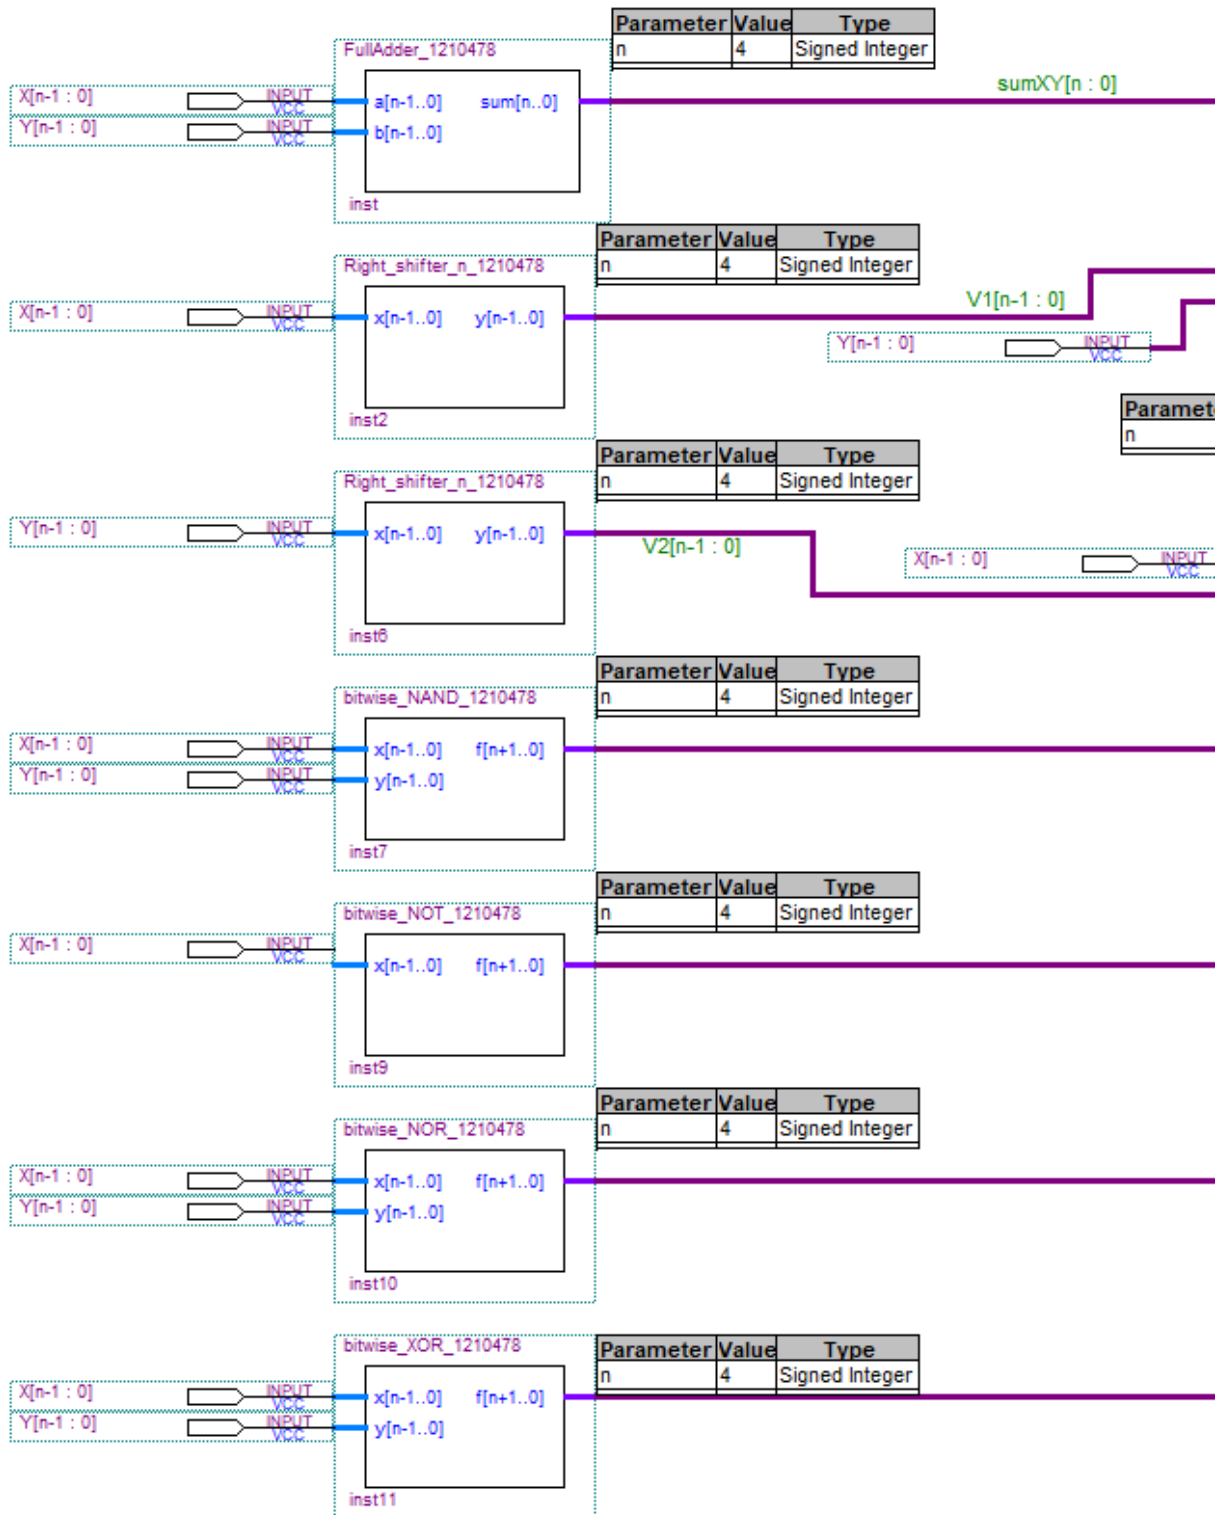 Parameter Value Type
n 4 Signed Integer
FullAdder_1210478
X[n-1 : 0] INPUT VCC a[n-1..0] sum[n..0] sumXY[n : 0]
Y[n-1 : 0] INPUT VCC b[n-1..0]
inst
Parameter Value Type
n 4 Signed Integer
Right_shifter_n_1210478
X[n-1 : 0] INPUT VCC x[n-1..0] y[n-1..0] V1[n-1 : 0]
Y[n-1 : 0] INPUT VCC
inst2
Paramet
n
Parameter Value Type
n 4 Signed Integer
Right_shifter_n_1210478
Y[n-1 : 0] INPUT VCC x[n-1..0] y[n-1..0] V2[n-1 : 0]
X[n-1 : 0] INPUT VCC
inst6
Parameter Value Type
n 4 Signed Integer
bitwise_NAND_1210478
X[n-1 : 0] INPUT VCC x[n-1..0] f[n+1..0]
Y[n-1 : 0] INPUT VCC y[n-1..0]
inst7
Parameter Value Type
n 4 Signed Integer
bitwise_NOT_1210478
X[n-1 : 0] INPUT VCC x[n-1..0] f[n+1..0]
inst9
Parameter Value Type
n 4 Signed Integer
bitwise_NOR_1210478
X[n-1 : 0] INPUT VCC x[n-1..0] f[n+1..0]
Y[n-1 : 0] INPUT VCC y[n-1..0]
inst10
Parameter Value Type
n 4 Signed Integer
bitwise_XOR_1210478
X[n-1 : 0] INPUT VCC x[n-1..0] f[n+1..0]
Y[n-1 : 0] INPUT VCC y[n-1..0]
inst11